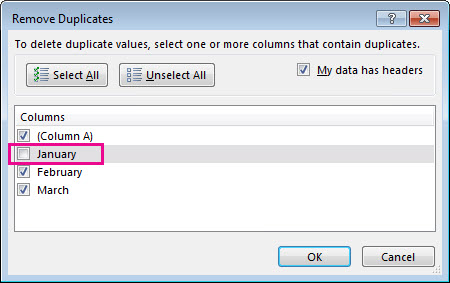 Remove Duplicates
To delete duplicate values, select one or more columns that contain duplicates.
Select All Unselect All My data has headers
Columns
(Column A)
January
February
March
OK Cancel